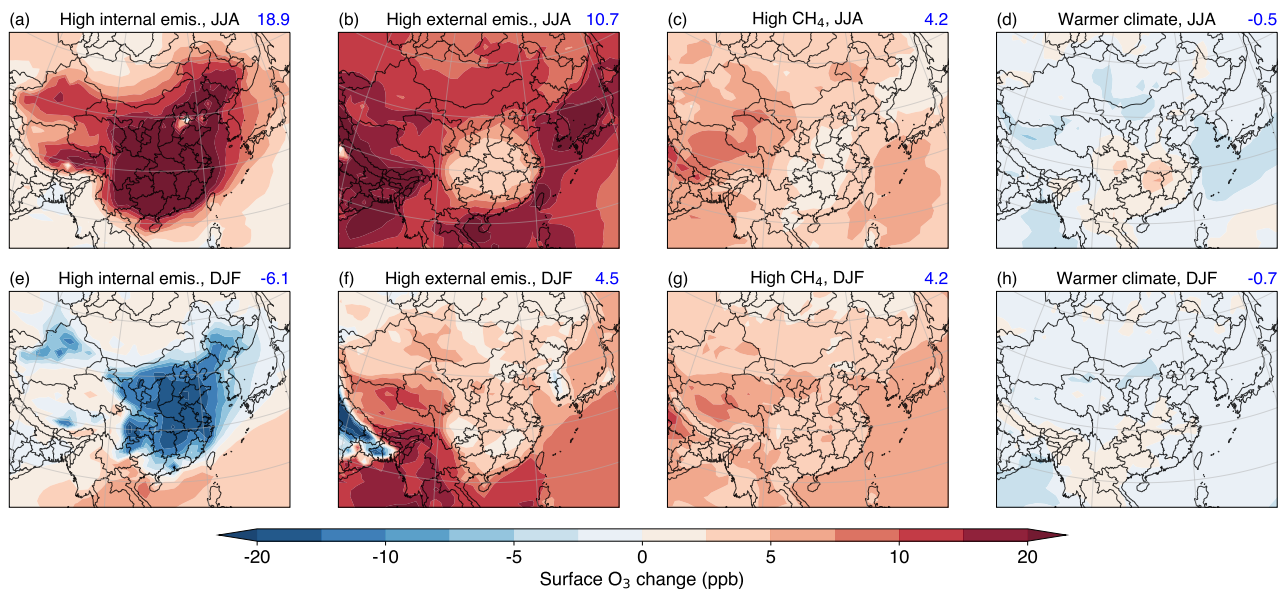 (a) High internal emis., JJA 18.9
(b) High external emis., JJA 10.7
(c) High CH₄, JJA 4.2
(d) Warmer climate, JJA -0.5
(e) High internal emis., DJF -6.1
(f) High external emis., DJF 4.5
(g) High CH₄, DJF 4.2
(h) Warmer climate, DJF -0.7
-20 -10 -5 0 5 10 20
Surface O₃ change (ppb)